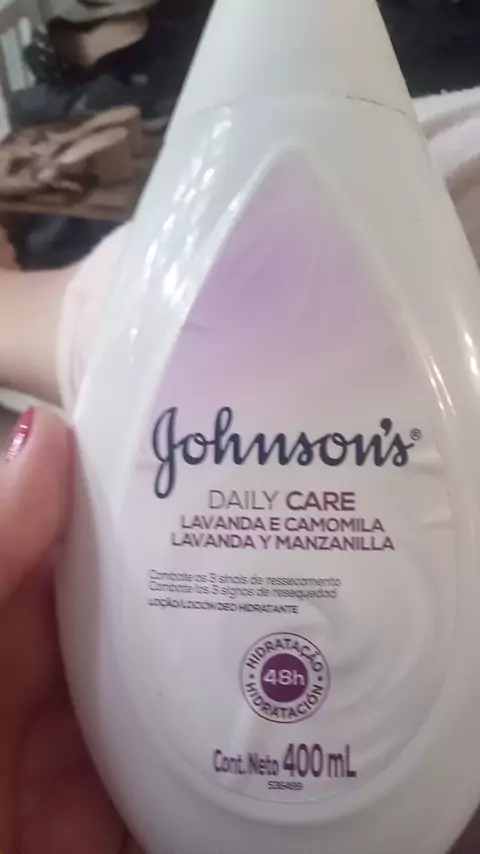 Johnson's®
DAILY CARE
LAVANDA E CAMOMILA
LAVANDA Y MANZANILLA
Combate os 3 sinais de ressecamento
Combate los 3 signos de resequedad
LOÇÃO/LOCIÓN DEO HIDRATANTE
HIDRATAÇÃO
48h
HIDRATACIÓN
Cont. Neto 400 mL